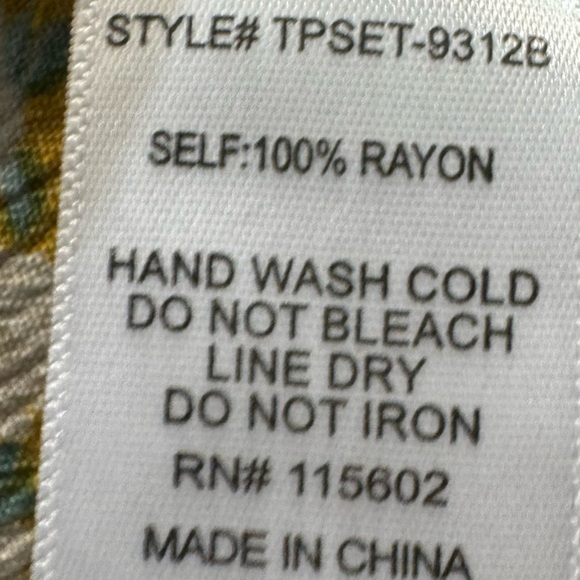 STYLE# TPSET-9312B
SELF:100% RAYON
HAND WASH COLD
DO NOT BLEACH
LINE DRY
DO NOT IRON
RN# 115602
MADE IN CHINA